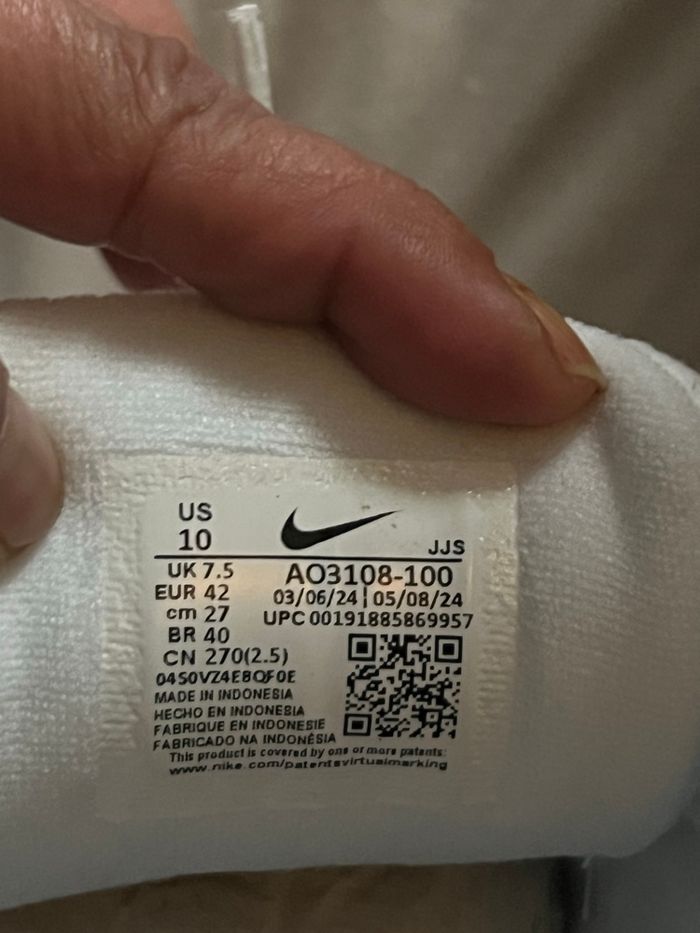 US
10
JJS
UK 7.5
AO3108-100
EUR 42
03/06/24 | 05/08/24
cm 27
UPC 00191885869957
BR 40
CN 270(2.5)
04S0VZ4E8QF0E
MADE IN INDONESIA
HECHO EN INDONESIA
FABRIQUE EN INDONESIE
FABRICADO NA INDONÉSIA
This product is covered by one or more patents:
www.nike.com/patentsvirtualmarking